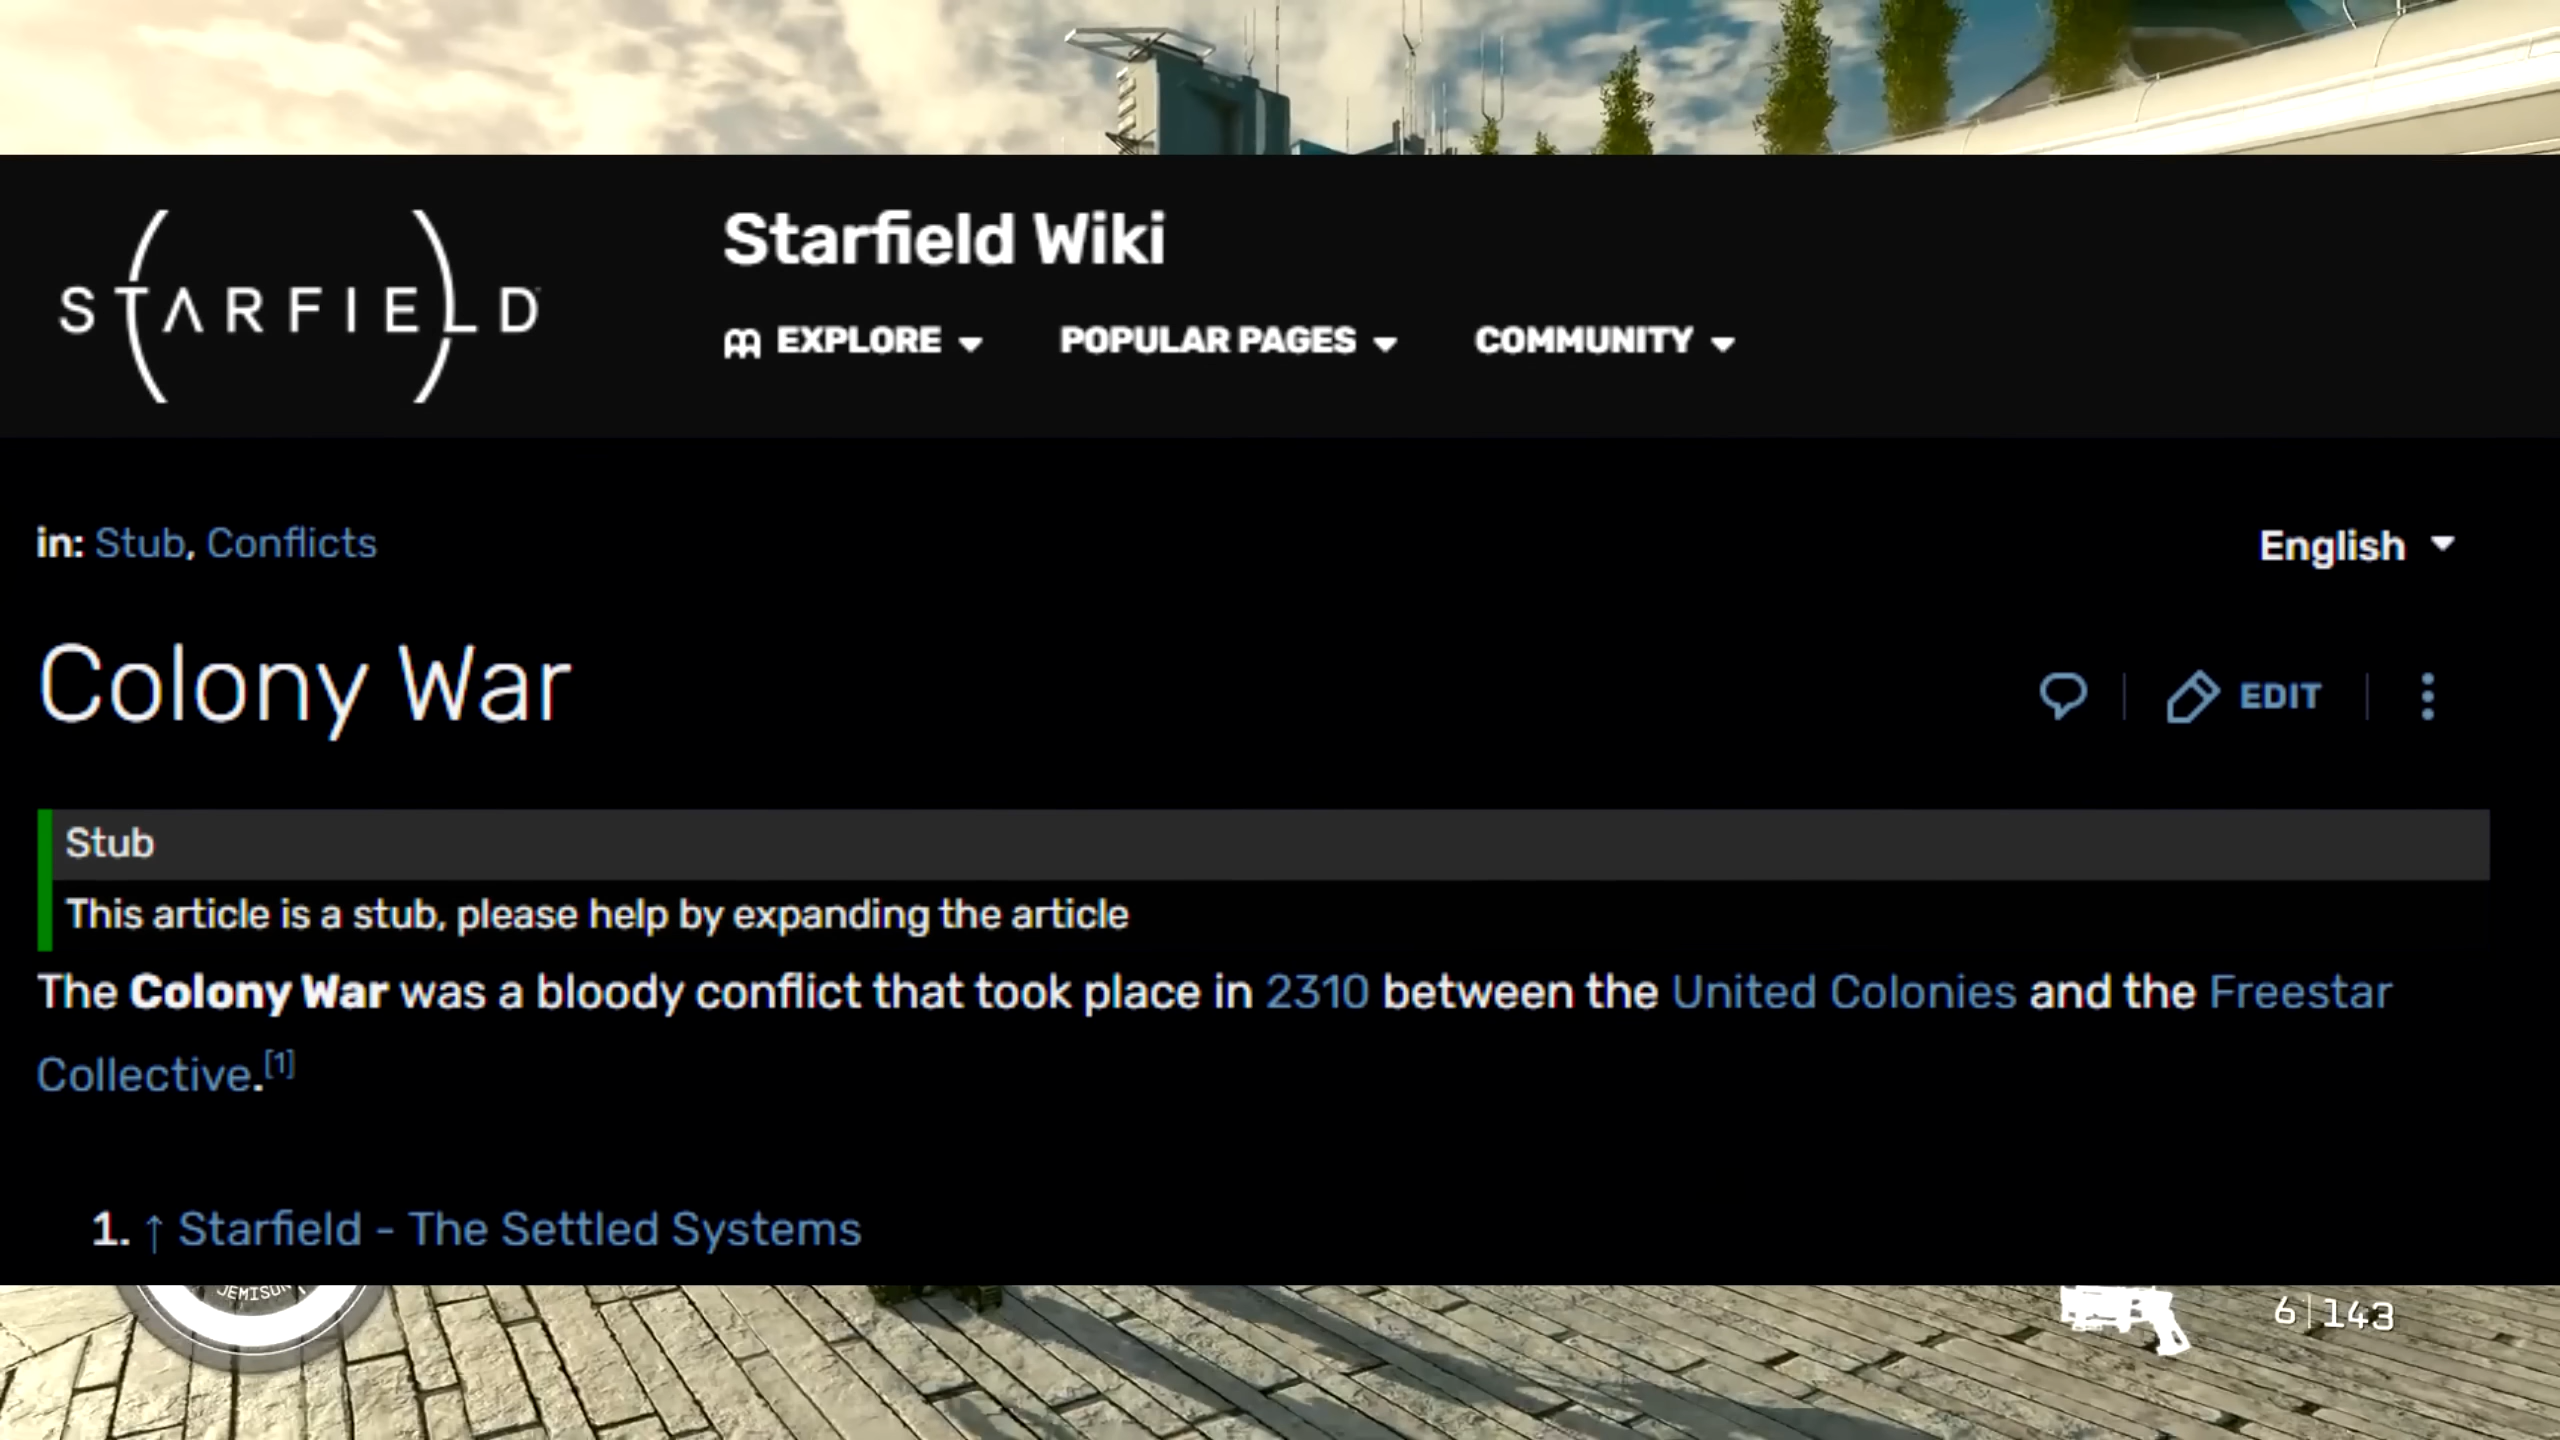 STARFIELD
Starfield Wiki
EXPLORE
POPULAR PAGES
COMMUNITY
in: Stub, Conflicts
English
Colony War
EDIT
Stub
This article is a stub, please help by expanding the article
The Colony War was a bloody conflict that took place in 2310 between the United Colonies and the Freestar
Collective.[1]
1. ↑ Starfield - The Settled Systems
JEMISON
6|143